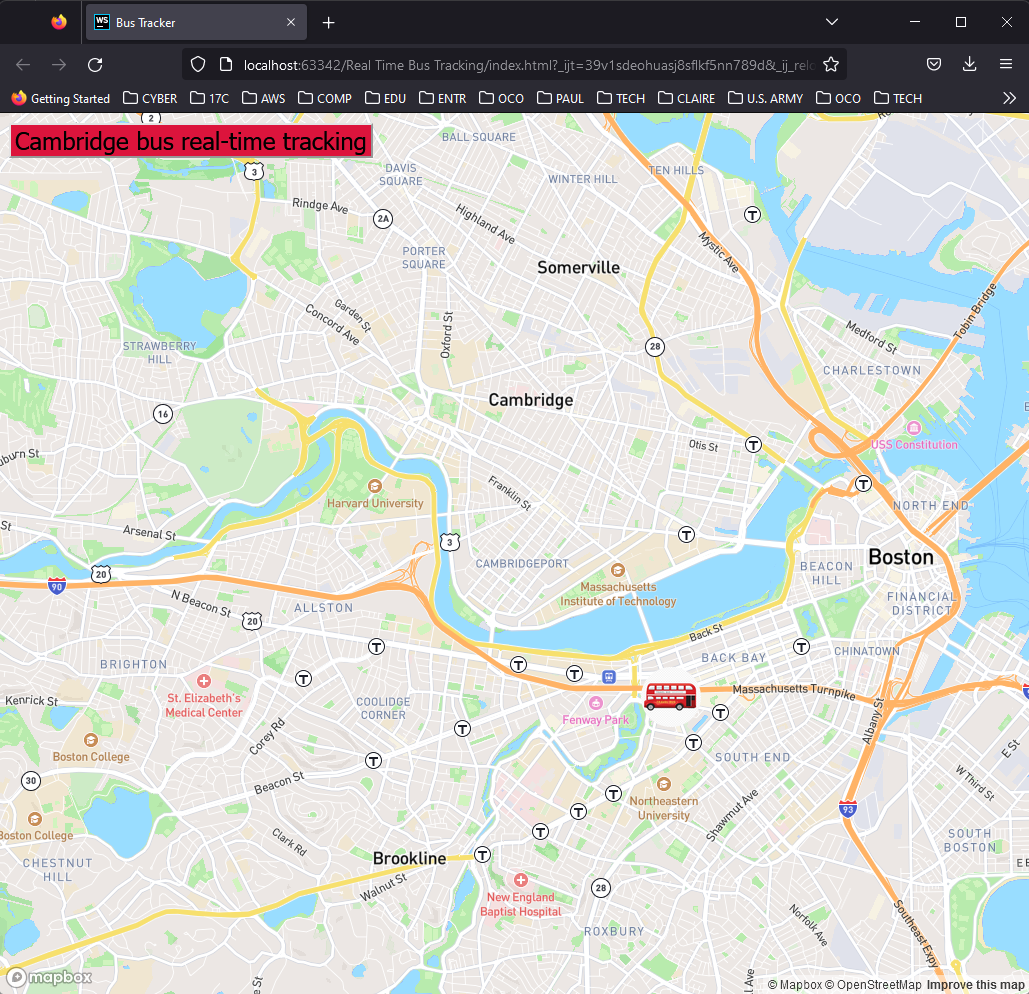 WS
Bus Tracker
localhost:63342/Real Time Bus Tracking/index.html?_ijt=39v1sdeohuasj8sflkf5nn789d&_ij_relo
Getting Started
CYBER
17C
AWS
COMP
EDU
ENTR
OCO
PAUL
TECH
CLAIRE
U.S. ARMY
OCO
TECH
Cambridge bus real-time tracking
2
BALL SQUARE
3
DAVIS
SQUARE
WINTER HILL
TEN HILLS
Rindge Ave
2A
Highland Ave
T
Mystic Ave
PORTER
SQUARE
Somerville
Tobin Bridge
Garden St
Concord Ave
Oxford St
STRAWBERRY
HILL
28
Medford St
CHARLESTOWN
Cambridge
16
USS Constitution
Otis St
T
T
Harvard University
Franklin St
NORTH END
Arsenal St
3
T
CAMBRIDGEPORT
Boston
BEACON
HILL
90
20
Massachusetts
Institute of Technology
FINANCIAL
DISTRICT
N Beacon St
ALLSTON
20
Back St
T
T
CHINATOWN
BRIGHTON
BACK BAY
T
T
T
St. Elizabeth's
Medical Center
Massachusetts Turnpike
Kenrick St
COOLIDGE
CORNER
Fenway Park
T
Albany St
Corey Rd
T
T
Boston College
T
SOUTH END
E St
30
Beacon St
Northeastern
University
W Third St
T
T
Shawmut Ave
93
Boston College
Clark Rd
T
SOUTH
BOSTON
CHESTNUT
HILL
Brookline
T
Walnut St
New England
Baptist Hospital
28
ROXBURY
Norfolk Ave
Southeast Expy
mapbox
© Mapbox © OpenStreetMap Improve this map